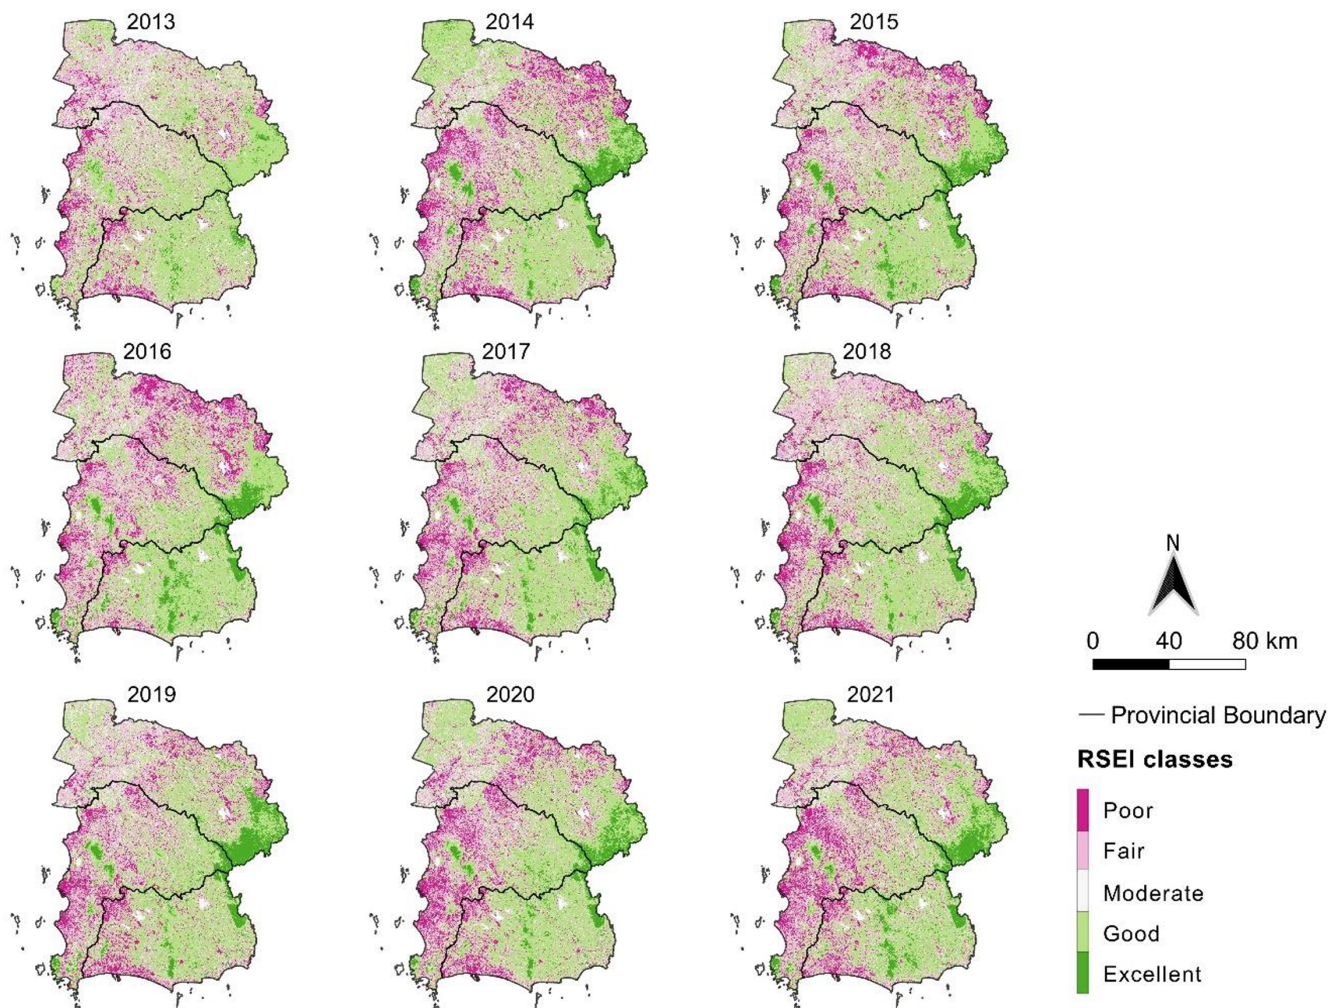 2013
2014
2015
2016
2017
2018
2019
2020
2021
N
0 40 80 km
Provincial Boundary
RSEI classes
Poor
Fair
Moderate
Good
Excellent